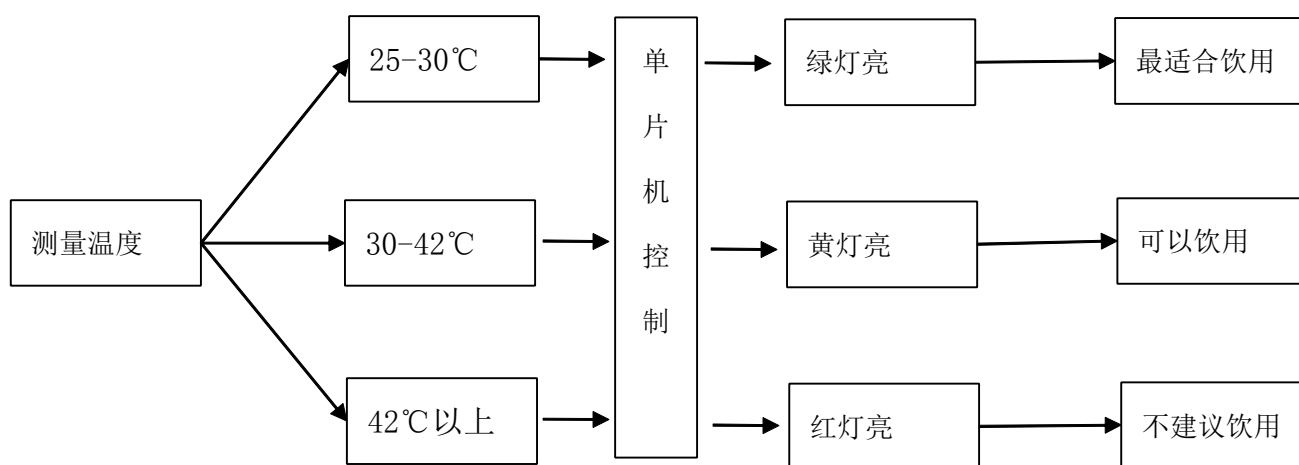 25-30℃
单片机控制
绿灯亮
最适合饮用
测量温度
30-42℃
黄灯亮
可以饮用
42℃以上
红灯亮
不建议饮用